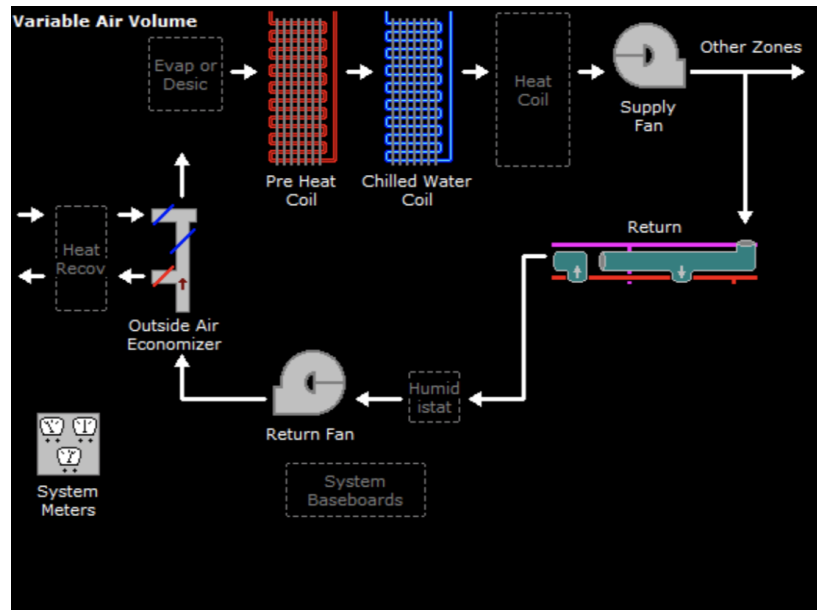 Variable Air Volume
Evap or
Desic
Heat
Coil
Other Zones
Supply
Fan
Pre Heat
Coil
Chilled Water
Coil
Return
Heat
Recov
Outside Air
Economizer
Humid
istat
Return Fan
System
Baseboards
System
Meters